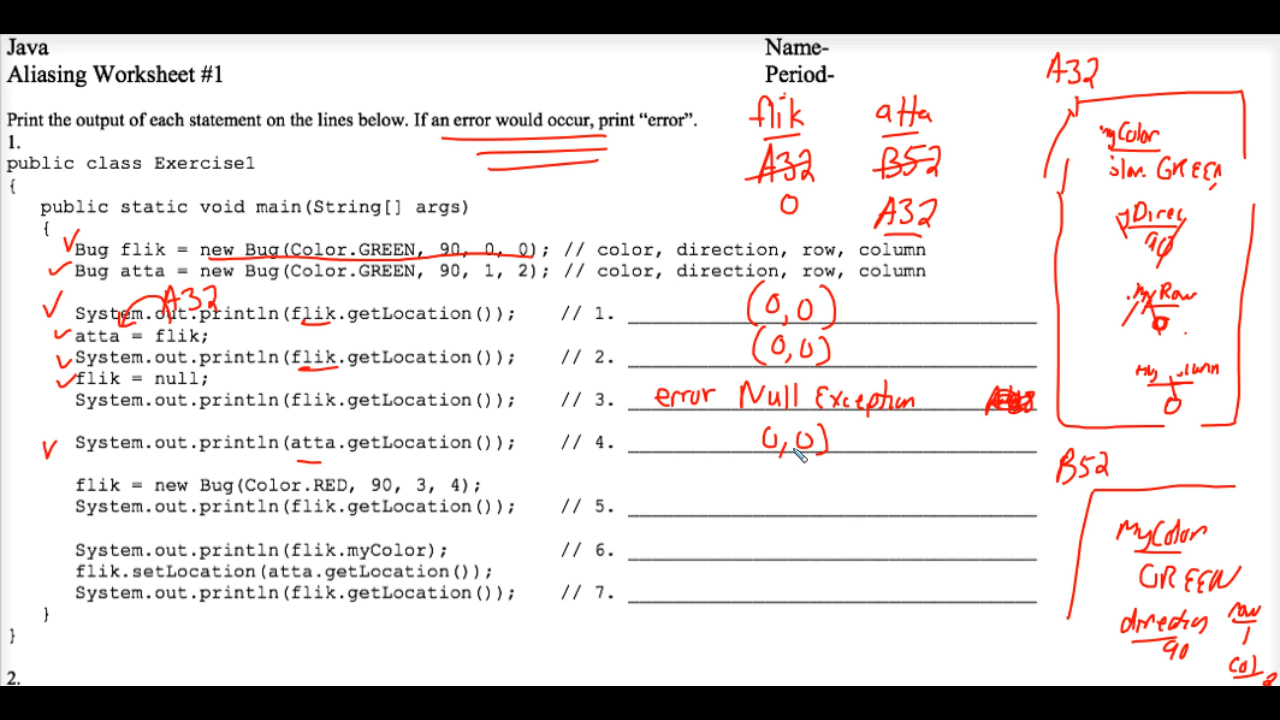 Java Name-
Aliasing Worksheet #1 Period-
A32
flik atta
Print the output of each statement on the lines below. If an error would occur, print “error”.
1.
A32 B52
public class Exercise1
{
0 A32
public static void main(String[] args)
{
Bug flik = new Bug(Color.GREEN, 90, 0, 0); // color, direction, row, column
Bug atta = new Bug(Color.GREEN, 90, 1, 2); // color, direction, row, column
A32
System.out.println(flik.getLocation()); // 1. (0,0)
atta = flik;
System.out.println(flik.getLocation()); // 2. (0,0)
flik = null;
System.out.println(flik.getLocation()); // 3. error Null Exception
System.out.println(atta.getLocation()); // 4. 0,0)
flik = new Bug(Color.RED, 90, 3, 4);
System.out.println(flik.getLocation()); // 5.
System.out.println(flik.myColor); // 6.
flik.setLocation(atta.getLocation());
System.out.println(flik.getLocation()); // 7.
}
}
2.
myColor
GREEN
Direc
90
My Row
0
My
0
B52
MyColor
GREEN
direction row
90 1
col
2